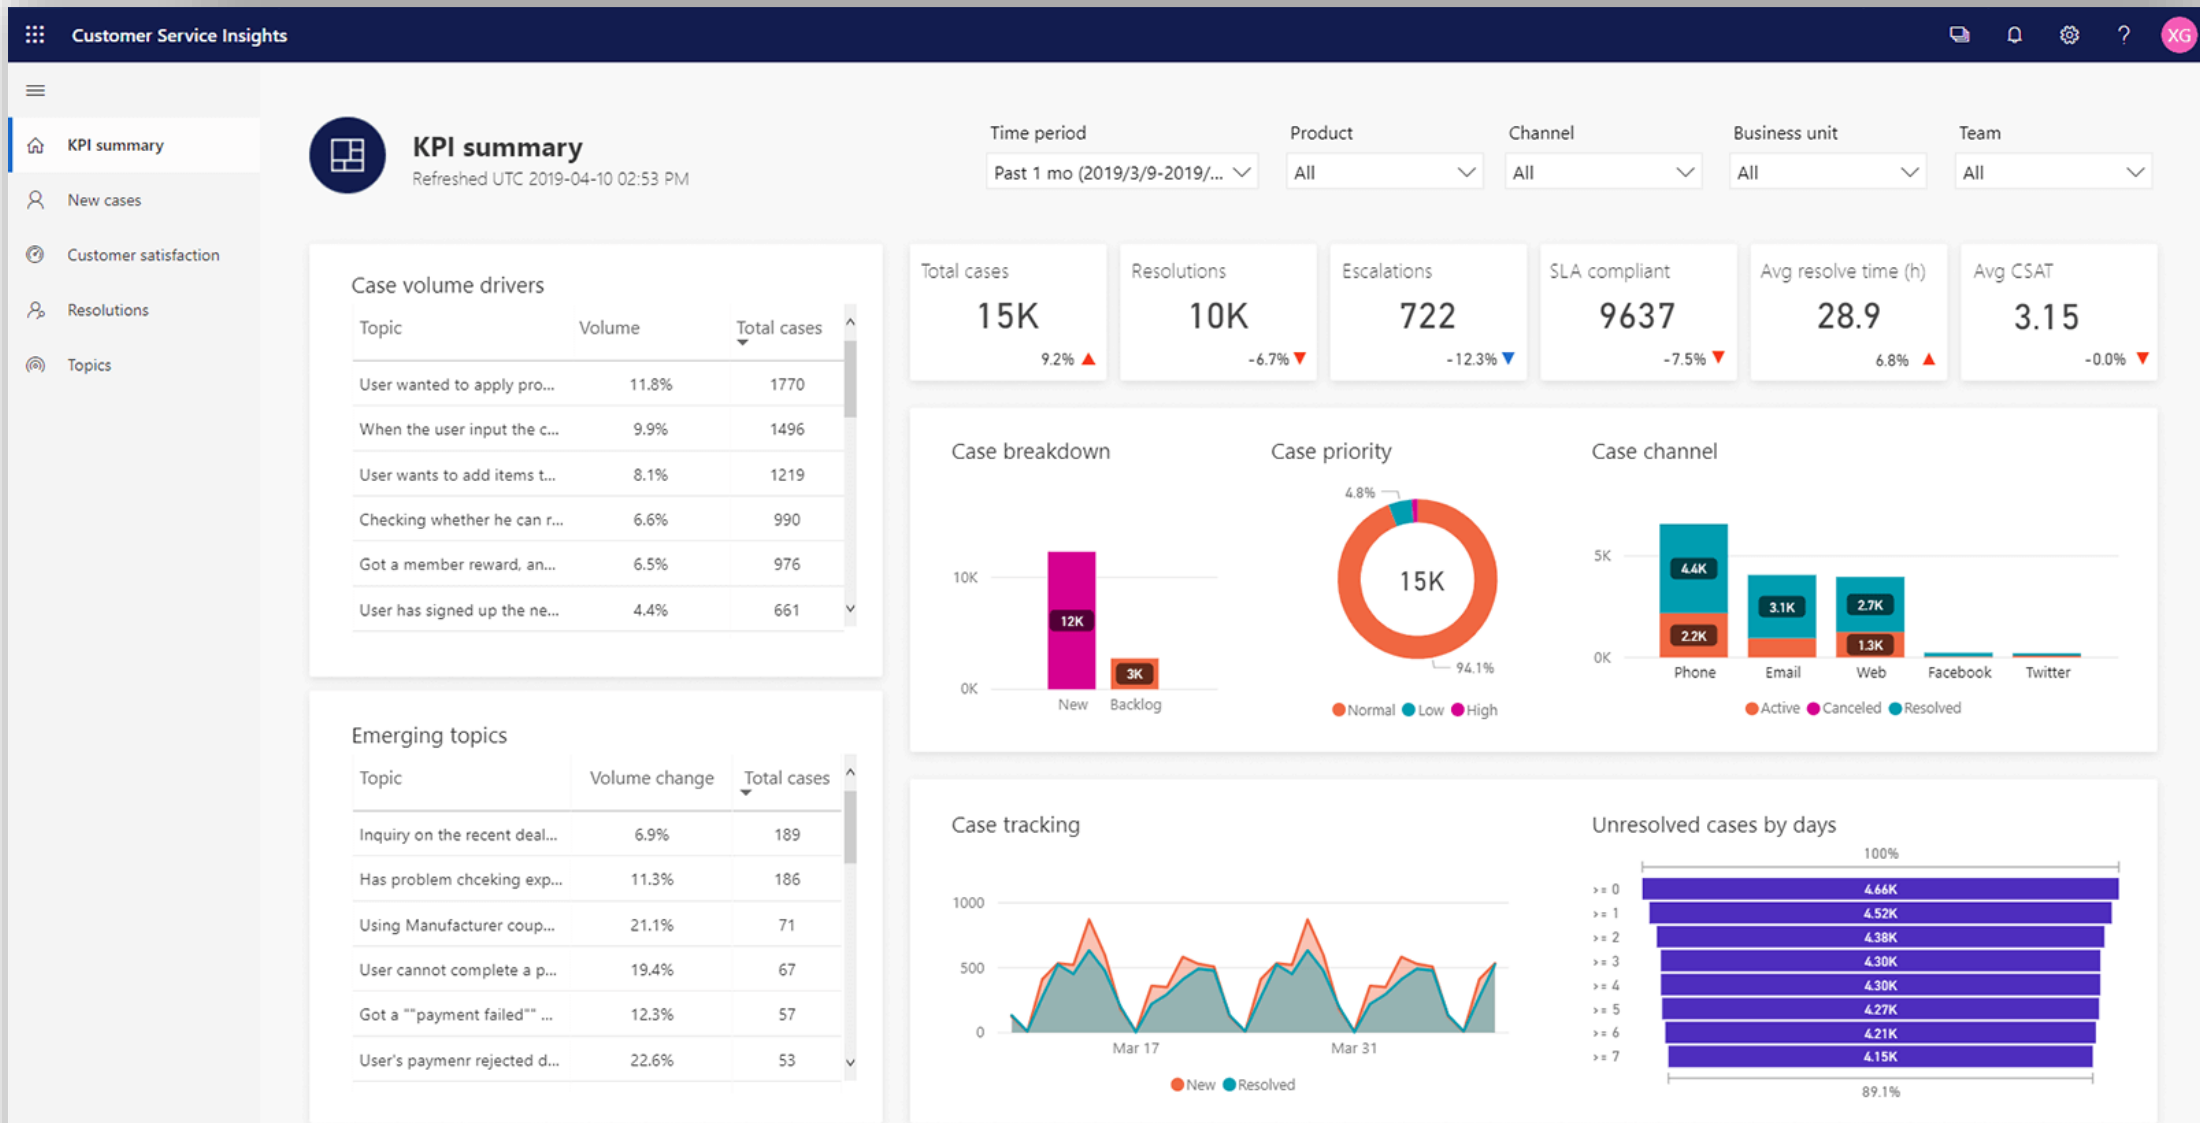 Customer Service Insights
XG
KPI summary
New cases
Customer satisfaction
Resolutions
Topics
KPI summary
Refreshed UTC 2019-04-10 02:53 PM
Time period
Past 1 mo (2019/3/9-2019/...
Product
All
Channel
All
Business unit
All
Team
All
Case volume drivers
Topic Volume Total cases
User wanted to apply pro... 11.8% 1770
When the user input the c... 9.9% 1496
User wants to add items t... 8.1% 1219
Checking whether he can r... 6.6% 990
Got a member reward, an... 6.5% 976
User has signed up the ne... 4.4% 661
Emerging topics
Topic Volume change Total cases
Inquiry on the recent deal... 6.9% 189
Has problem chceking exp... 11.3% 186
Using Manufacturer coup... 21.1% 71
User cannot complete a p... 19.4% 67
Got a ""payment failed"" ... 12.3% 57
User's paymenr rejected d... 22.6% 53
Total cases
15K
9.2%
Resolutions
10K
-6.7%
Escalations
722
-12.3%
SLA compliant
9637
-7.5%
Avg resolve time (h)
28.9
6.8%
Avg CSAT
3.15
-0.0%
Case breakdown
10K
0K
12K
3K
New Backlog
Case priority
4.8%
15K
94.1%
Normal Low High
Case channel
5K
0K
4.4K
2.2K
3.1K
2.7K
1.3K
Phone Email Web Facebook Twitter
Active Canceled Resolved
Case tracking
1000
500
0
Mar 17 Mar 31
New Resolved
Unresolved cases by days
100%
>= 0 4.66K
>= 1 4.52K
>= 2 4.38K
>= 3 4.30K
>= 4 4.30K
>= 5 4.27K
>= 6 4.21K
>= 7 4.15K
89.1%